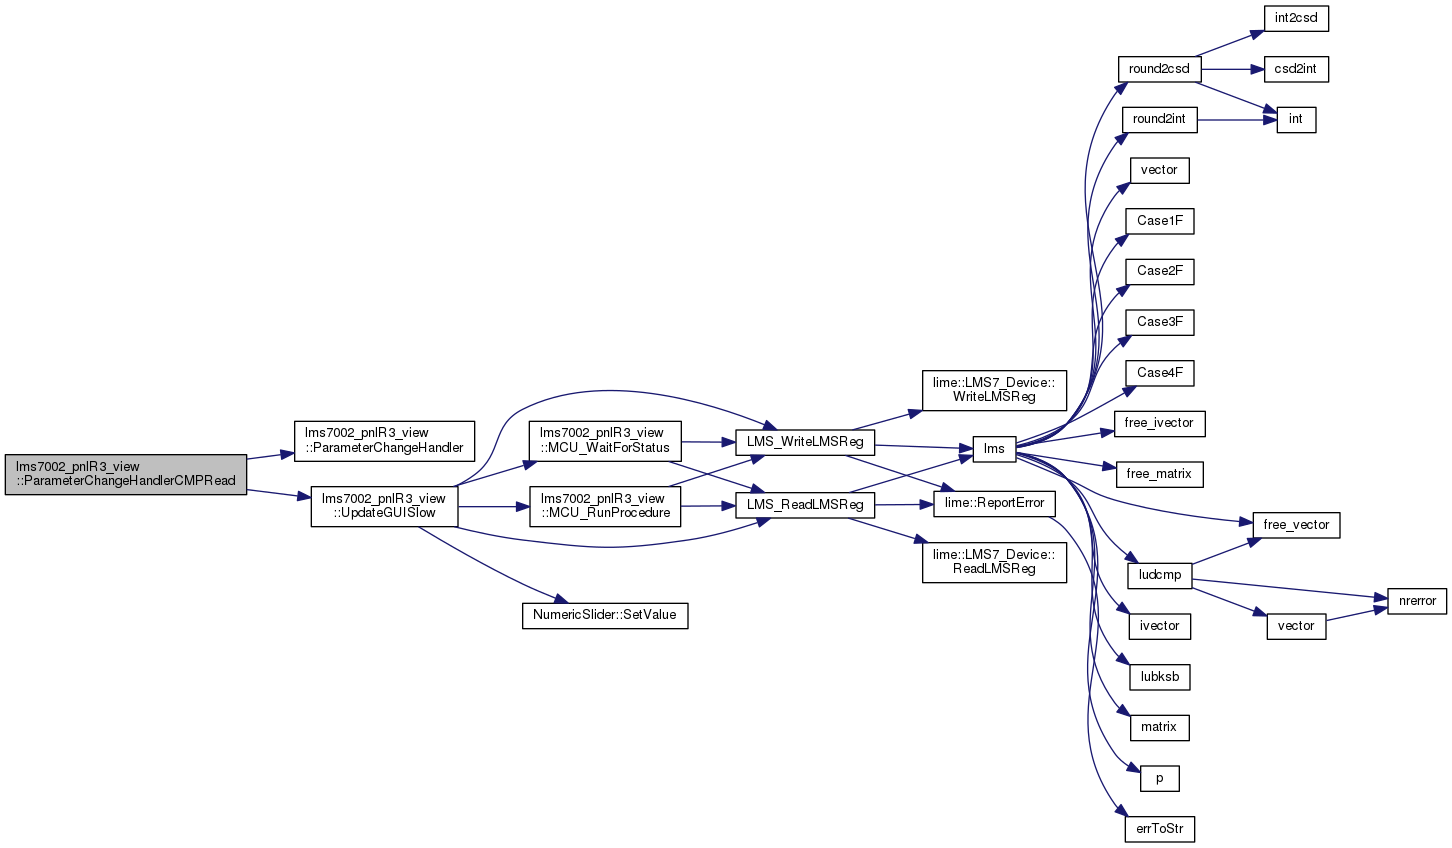 lms7002_pnlR3_view
::ParameterChangeHandlerCMPRead
lms7002_pnlR3_view
::ParameterChangeHandler
lms7002_pnlR3_view
::UpdateGUISlow
lms7002_pnlR3_view
::MCU_WaitForStatus
lms7002_pnlR3_view
::MCU_RunProcedure
NumericSlider::SetValue
LMS_WriteLMSReg
LMS_ReadLMSReg
lime::LMS7_Device::
WriteLMSReg
lms
lime::ReportError
lime::LMS7_Device::
ReadLMSReg
round2csd
round2int
vector
Case1F
Case2F
Case3F
Case4F
free_ivector
free_matrix
ludcmp
ivector
lubksb
matrix
p
errToStr
int2csd
csd2int
int
free_vector
vector
nrerror